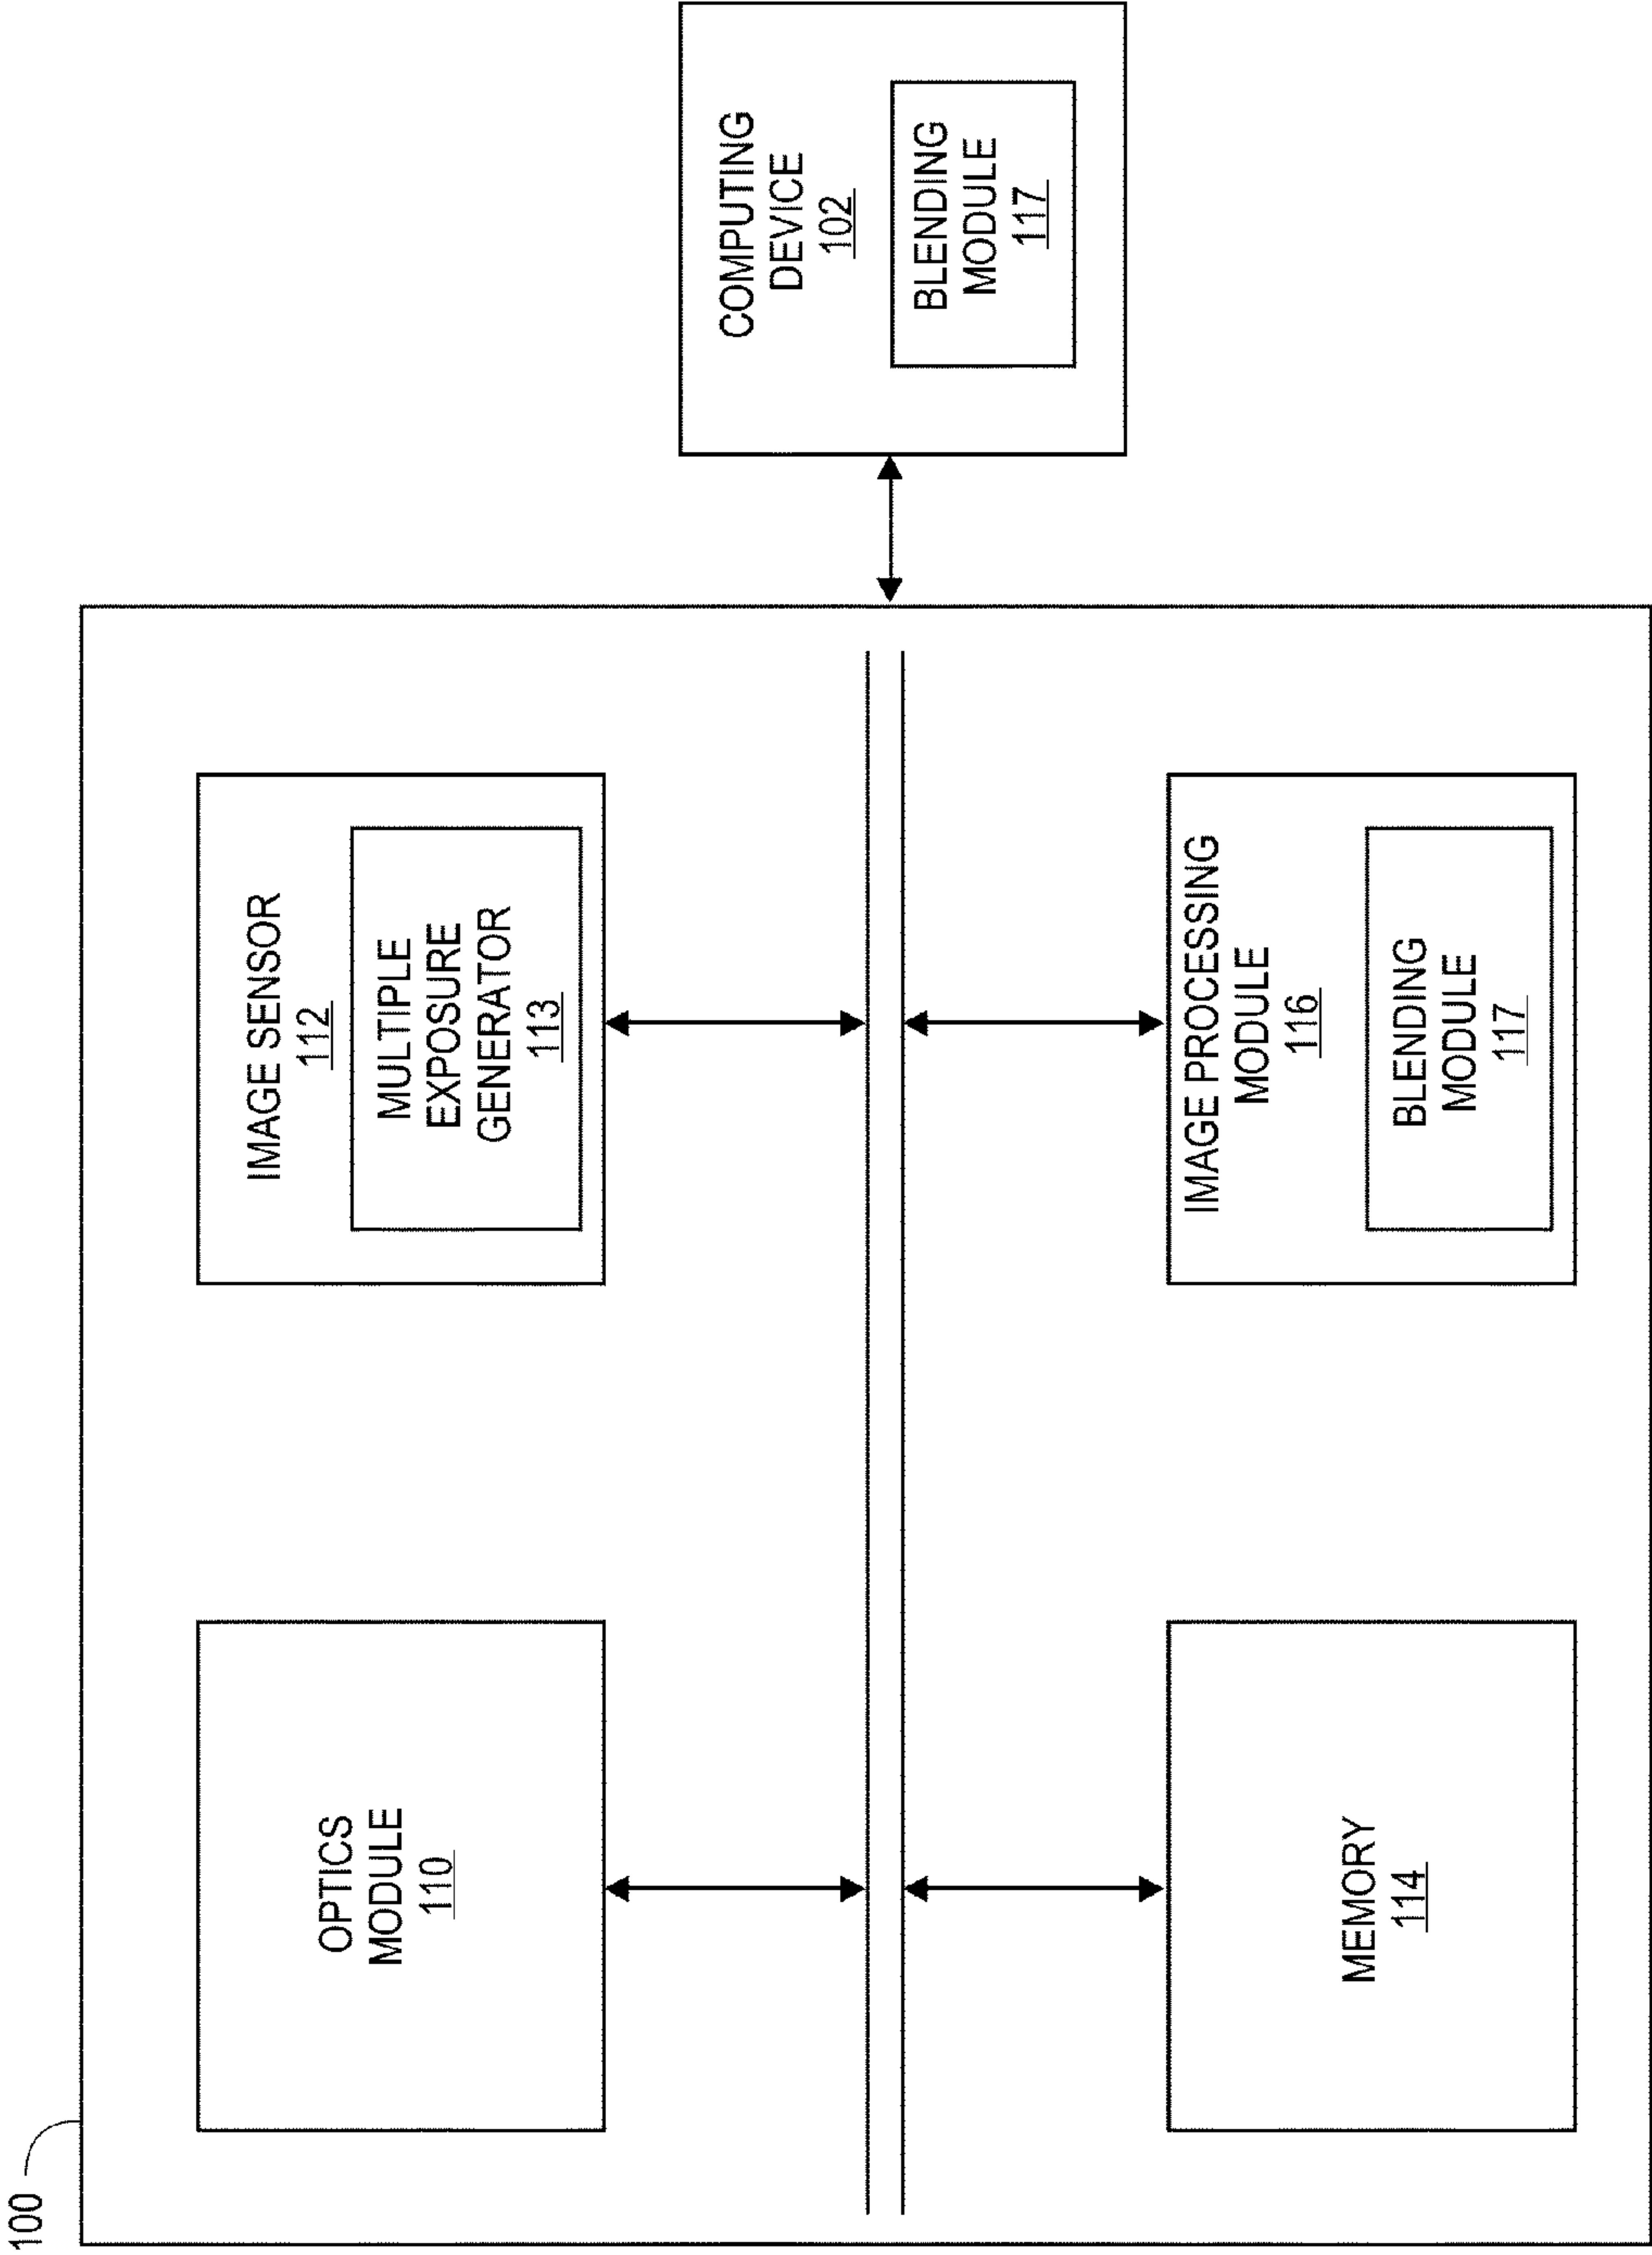 100
OPTICS
MODULE
110
IMAGE SENSOR
112
MULTIPLE
EXPOSURE
GENERATOR
113
MEMORY
114
IMAGE PROCESSING
MODULE
116
BLENDING
MODULE
117
COMPUTING
DEVICE
102
BLENDING
MODULE
117